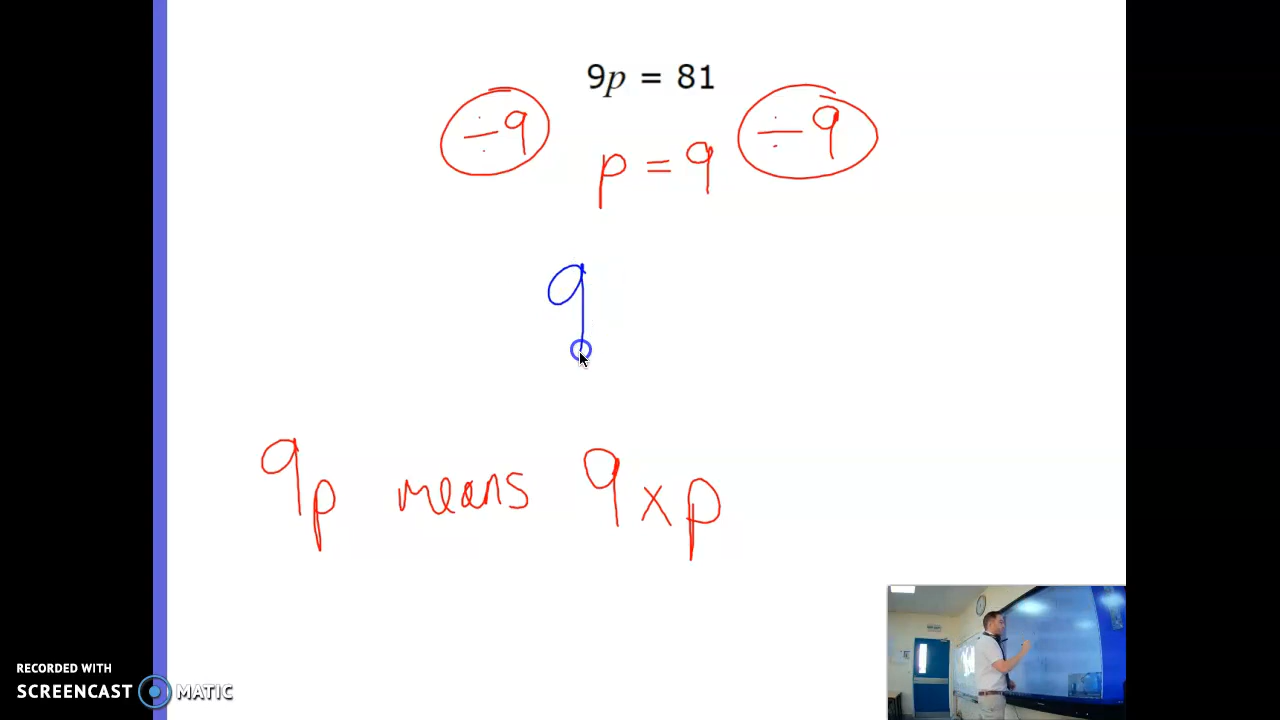 9p = 81
÷9 ÷9
p = 9
9
9p means 9 x p
RECORDED WITH
SCREENCAST MATIC